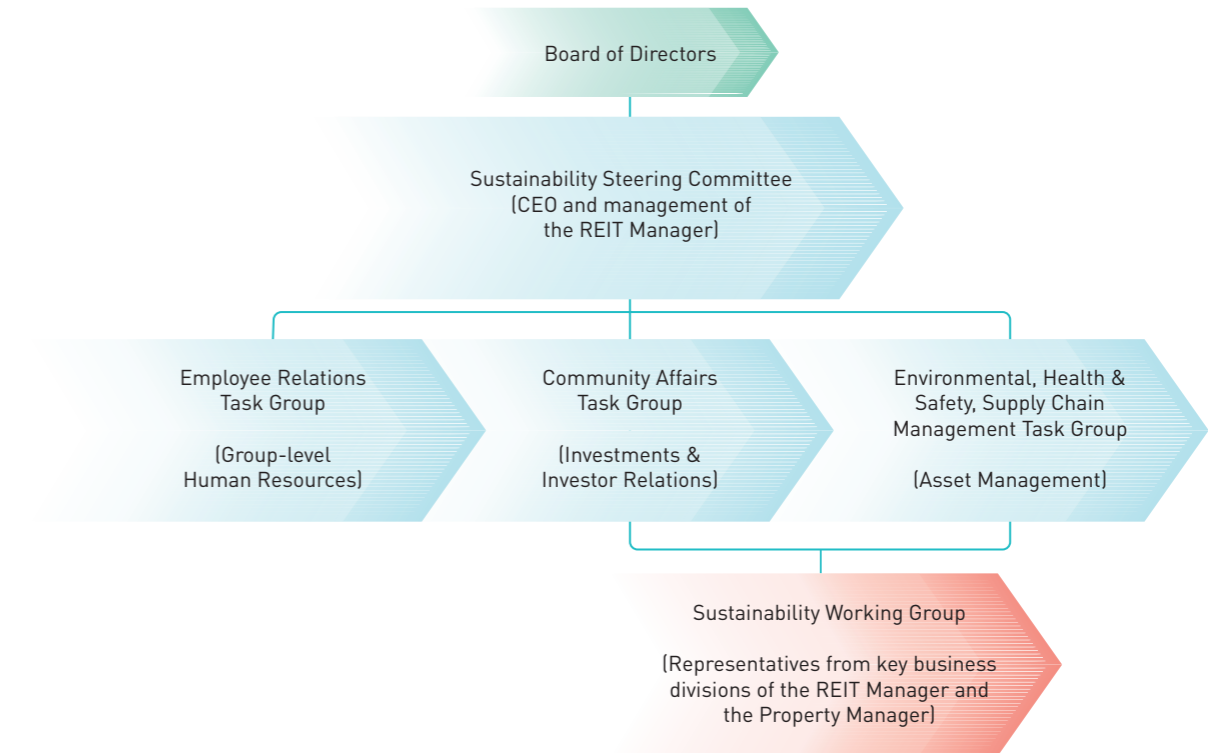 Board of Directors
Sustainability Steering Committee
(CEO and management of
the REIT Manager)
Employee Relations
Task Group
(Group-level
Human Resources)
Community Affairs
Task Group
(Investments &
Investor Relations)
Environmental, Health &
Safety, Supply Chain
Management Task Group
(Asset Management)
Sustainability Working Group
(Representatives from key business
divisions of the REIT Manager and
the Property Manager)